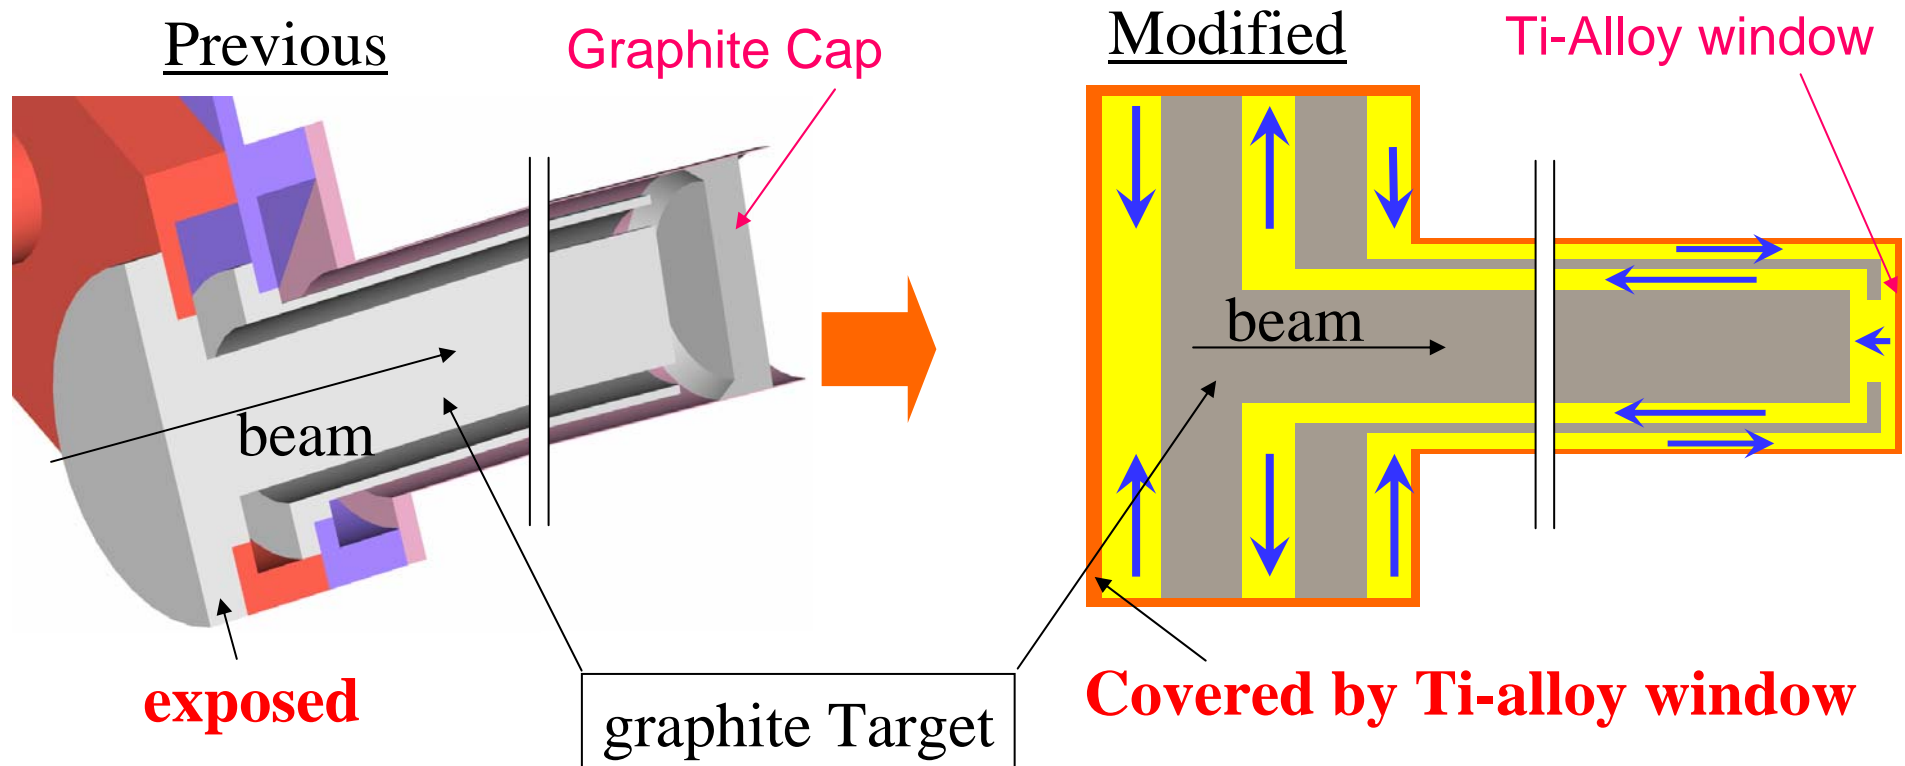 Previous
Graphite Cap
Modified
Ti-Alloy window
beam
beam
exposed
graphite Target
Covered by Ti-alloy window